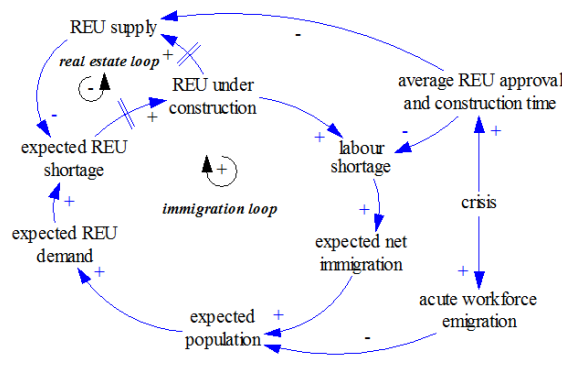 REU supply
-
+
real estate loop
-
REU under
construction
average REU approval
and construction time
-
+
expected REU
shortage
+
-
+
labour
shortage
+
immigration loop
+
+
crisis
expected REU
demand
+
expected net
immigration
+
acute workforce
emigration
+
expected
population
-